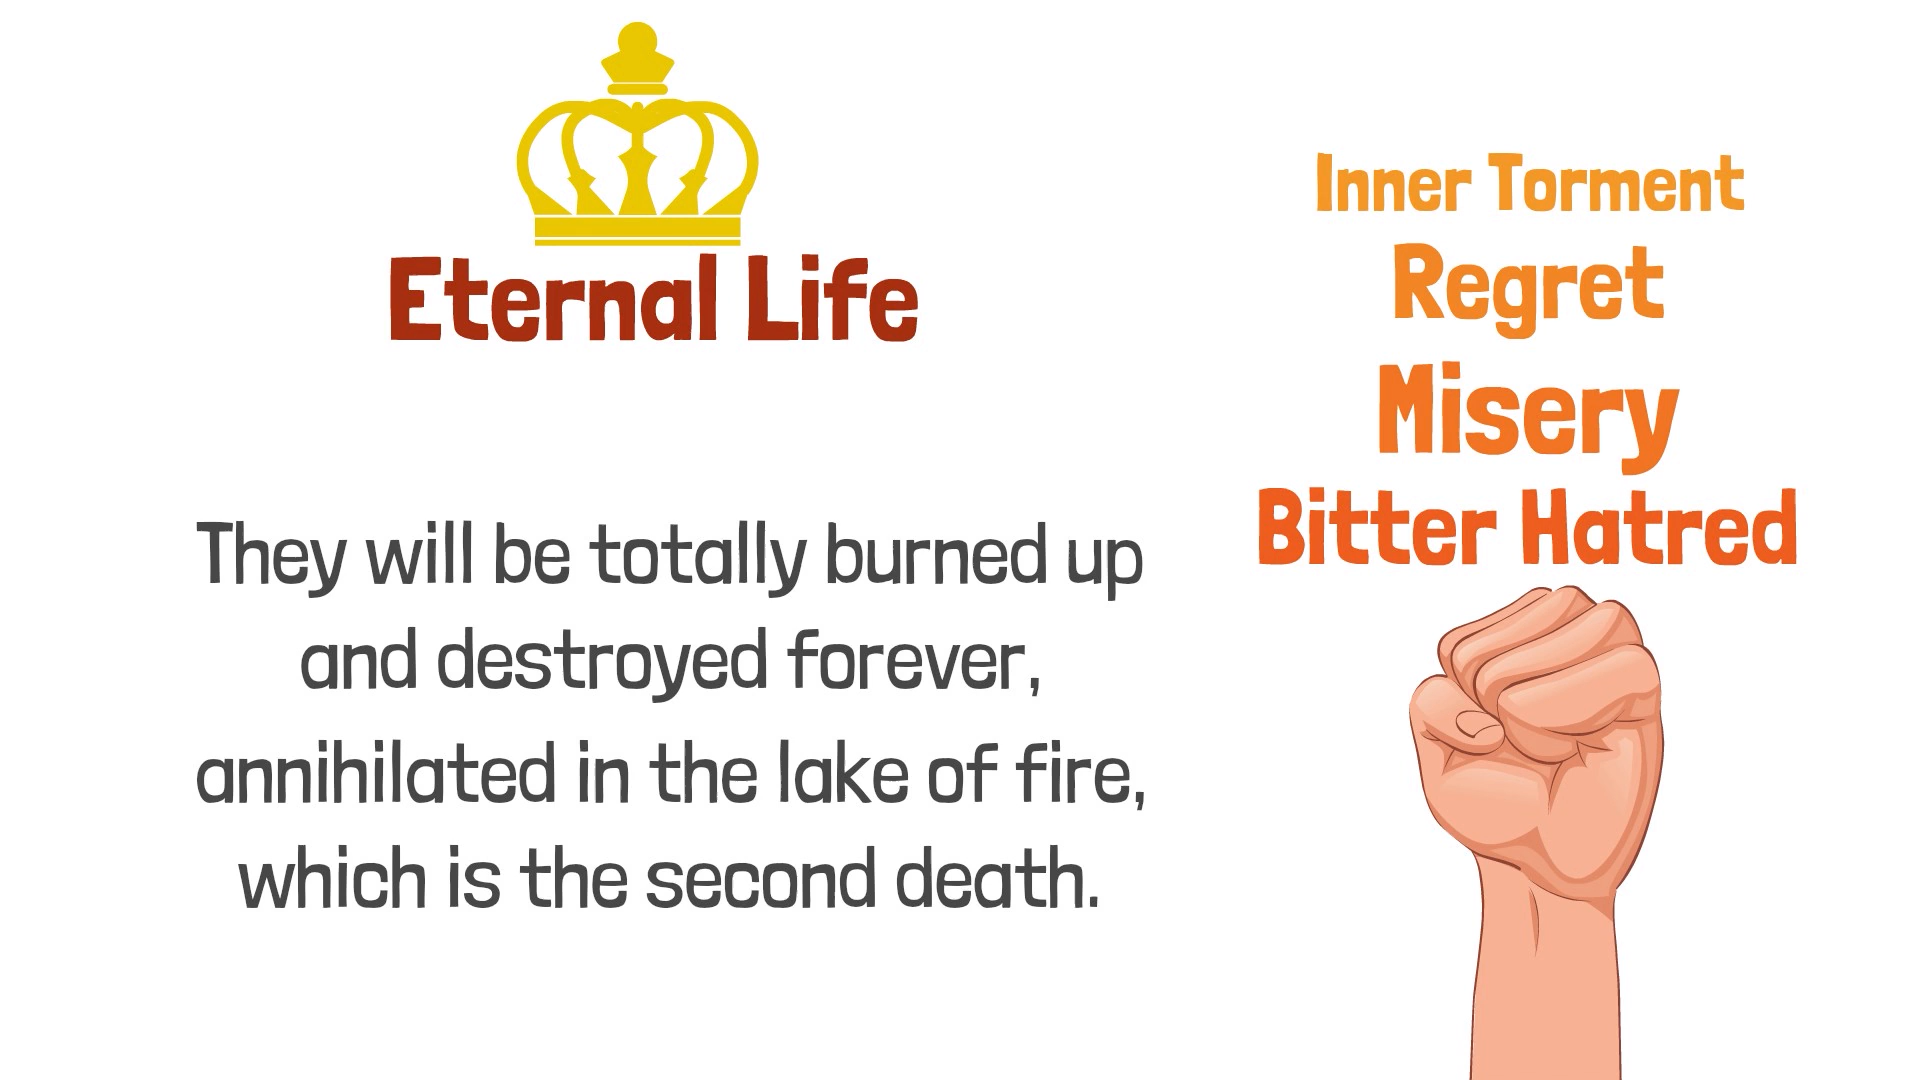 Eternal Life
They will be totally burned up
and destroyed forever,
annihilated in the lake of fire,
which is the second death.
Inner Torment
Regret
Misery
Bitter Hatred